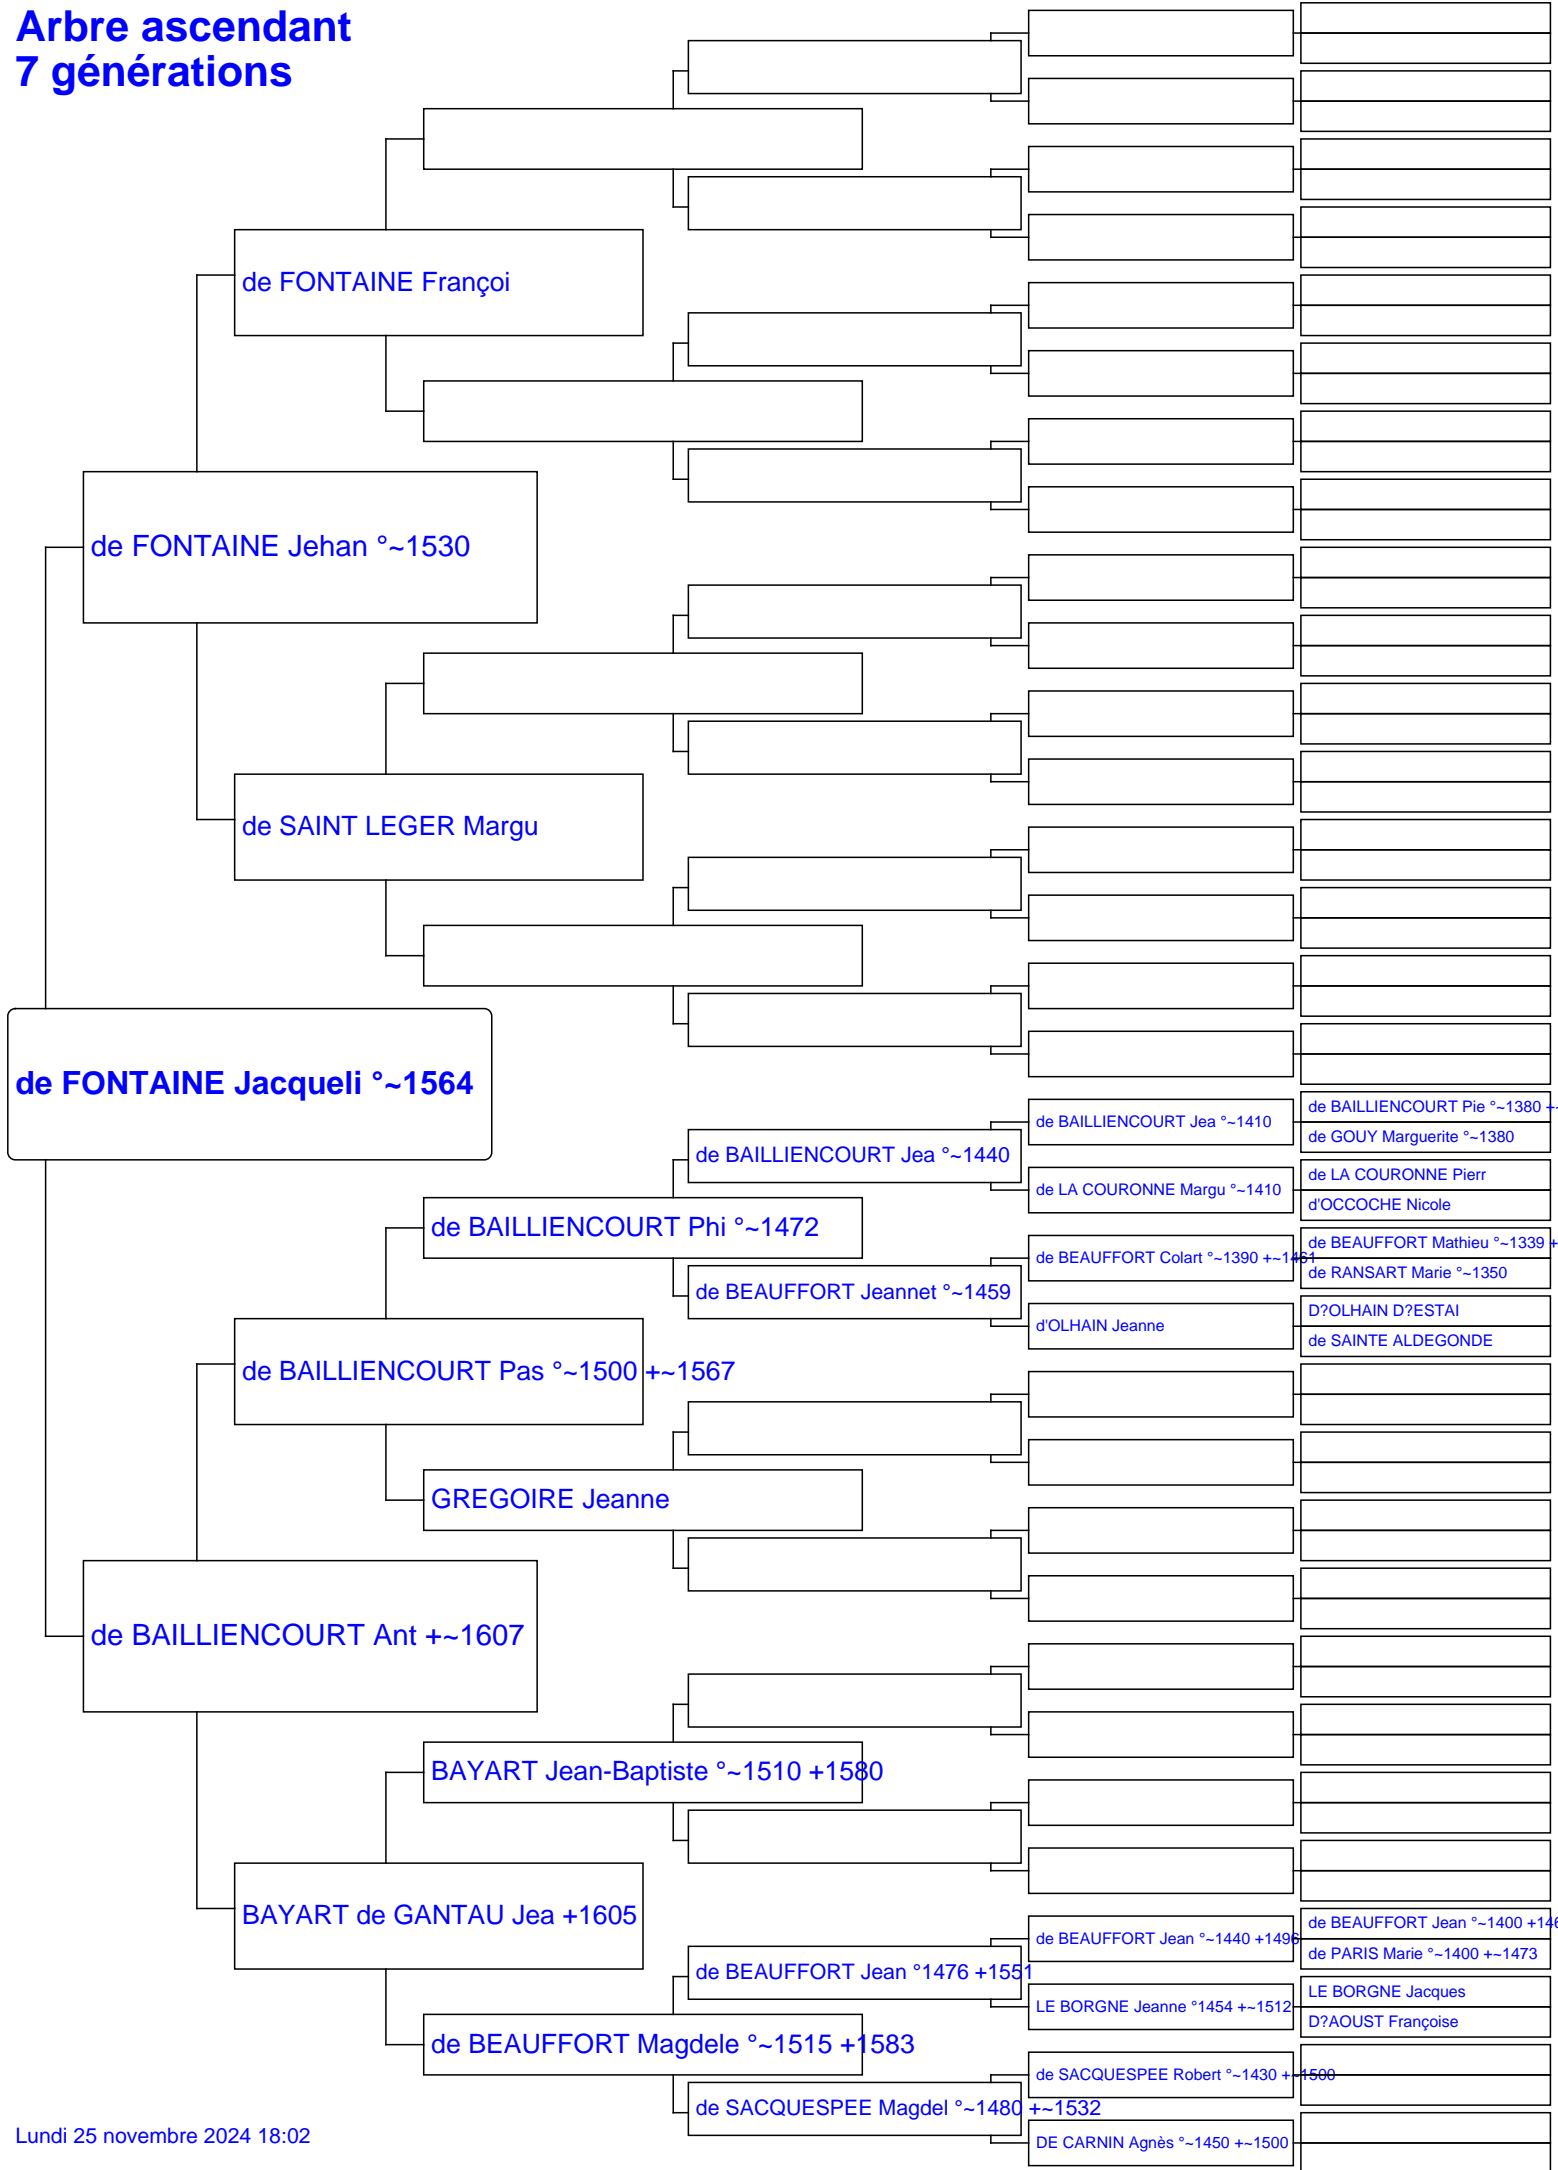 Arbre ascendant
7 générations
de FONTAINE Françoi
de FONTAINE Jehan °~1530
de SAINT LEGER Margu
de FONTAINE Jacqueli °~1564
de BAILLIENCOURT Pie °~1380 +~
de BAILLIENCOURT Jea °~1410
de GOUY Marguerite °~1380
de BAILLIENCOURT Jea °~1440
de LA COURONNE Pierr
de LA COURONNE Margu °~1410
d'OCCOCHE Nicole
de BAILLIENCOURT Phi °~1472
de BEAUFFORT Mathieu °~1339 +
de BEAUFFORT Colart °~1390 +~1461
de RANSART Marie °~1350
de BEAUFFORT Jeannet °~1459
D?OLHAIN D?ESTAI
d'OLHAIN Jeanne
de SAINTE ALDEGONDE
de BAILLIENCOURT Pas °~1500 +~1567
GREGOIRE Jeanne
de BAILLIENCOURT Ant +~1607
BAYART Jean-Baptiste °~1510 +1580
BAYART de GANTAU Jea +1605
de BEAUFFORT Jean °~1400 +146
de BEAUFFORT Jean °~1440 +1496
de PARIS Marie °~1400 +~1473
de BEAUFFORT Jean °1476 +1551
LE BORGNE Jacques
LE BORGNE Jeanne °1454 +~1512
D?AOUST Françoise
de BEAUFFORT Magdele °~1515 +1583
de SACQUESPEE Robert °~1430 +~1500
de SACQUESPEE Magdel °~1480 +~1532
DE CARNIN Agnès °~1450 +~1500
Lundi 25 novembre 2024 18:02